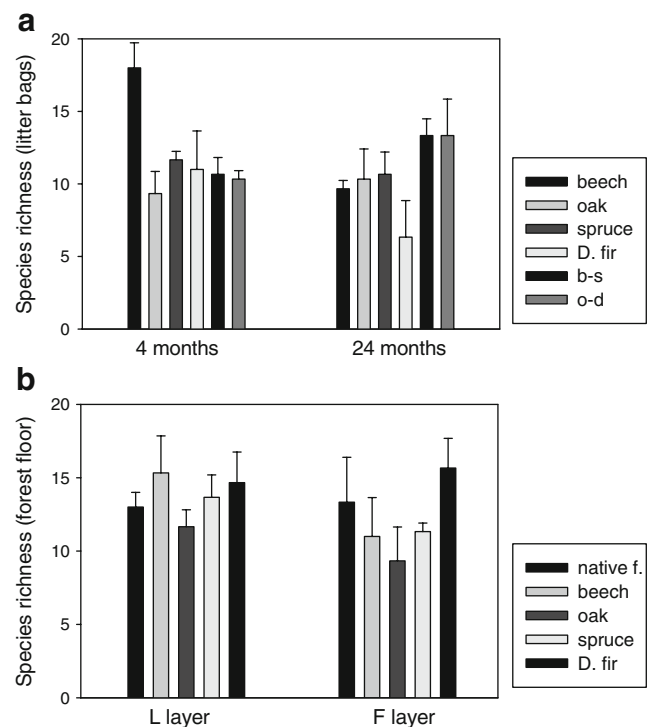 a
Species richness (litter bags)
20
15
10
5
0
4 months
24 months
beech
oak
spruce
D. fir
b-s
o-d
b
Species richness (forest floor)
20
15
10
5
0
L layer
F layer
native f.
beech
oak
spruce
D. fir